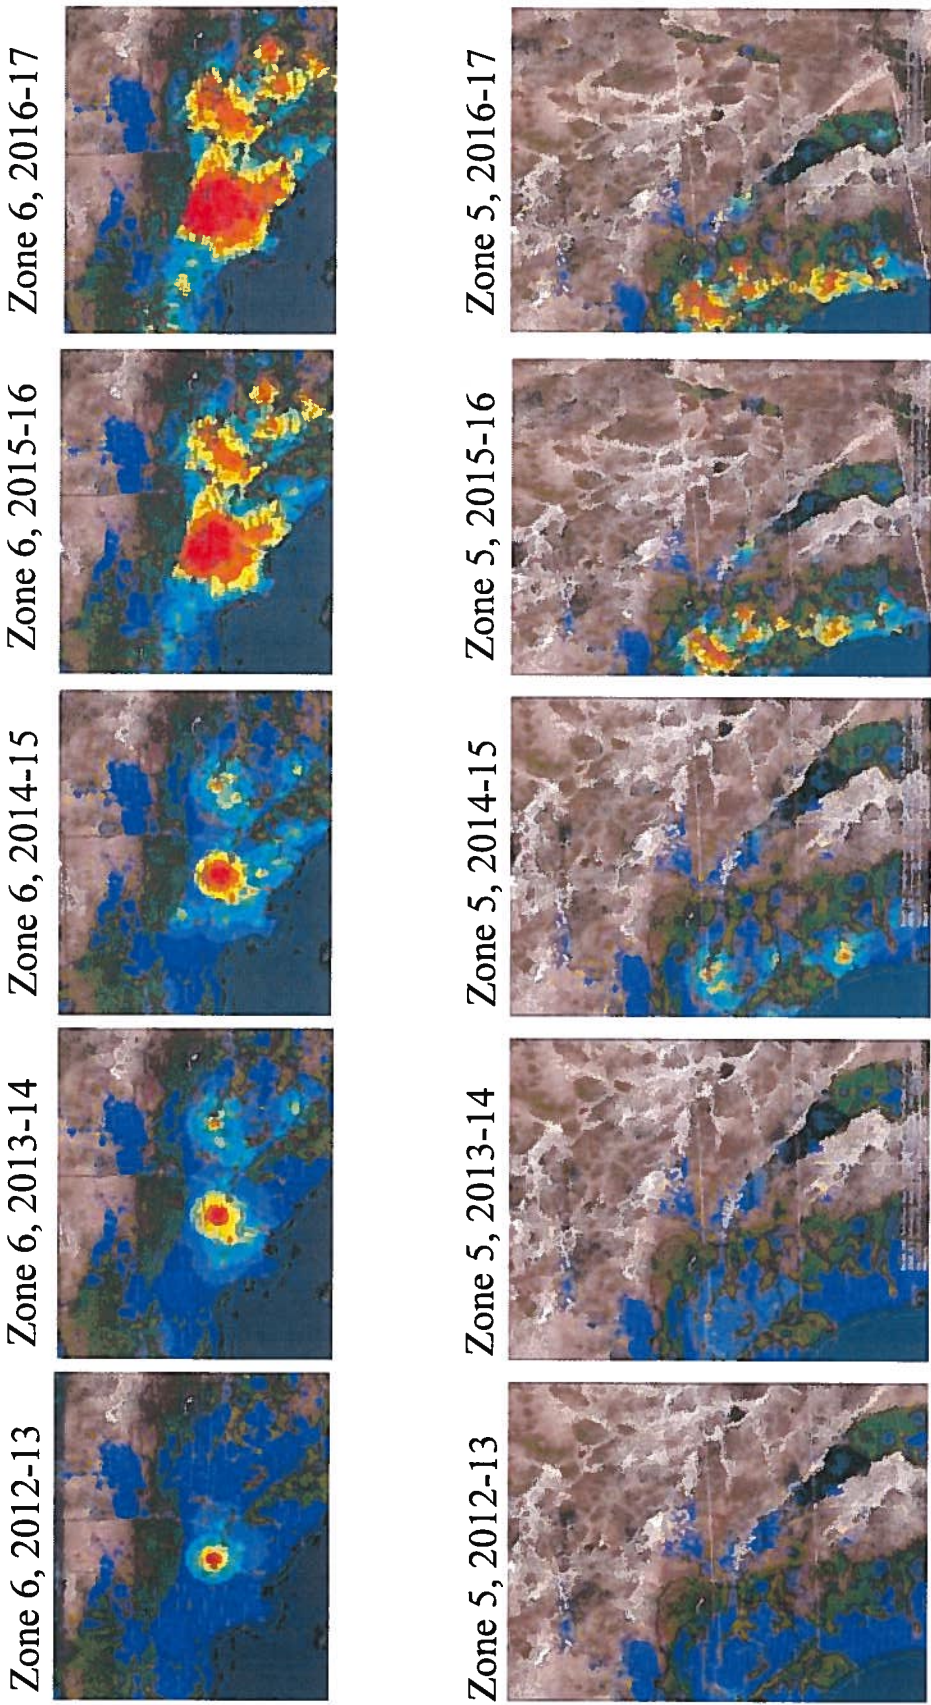 Zone 6, 2012-13
Zone 6, 2013-14
Zone 6, 2014-15
Zone 6, 2015-16
Zone 6, 2016-17
Zone 5, 2012-13
Zone 5, 2013-14
Zone 5, 2014-15
Zone 5, 2015-16
Zone 5, 2016-17